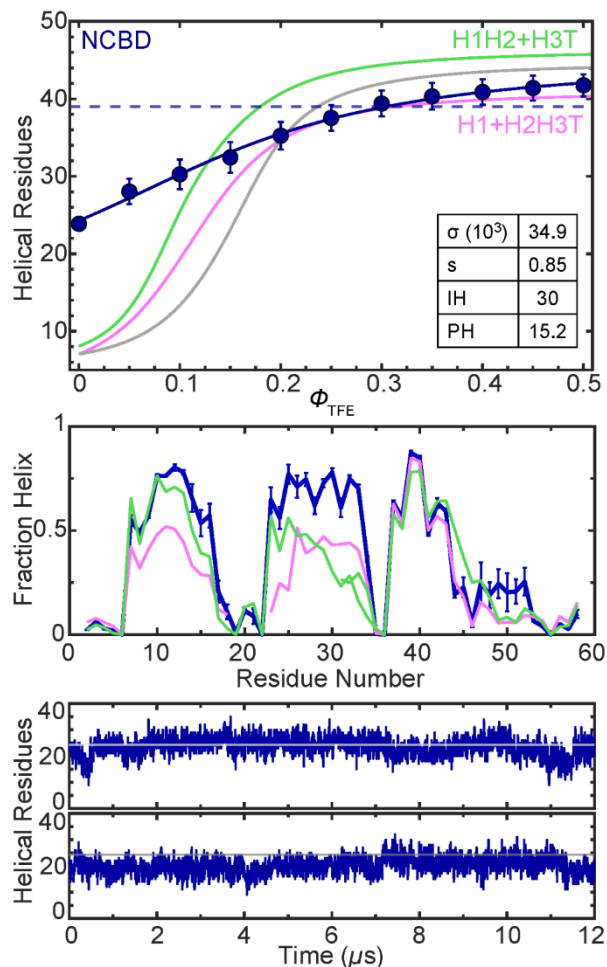 NCBD
H1H2+H3T
H1+H2H3T
50
40
30
20
10
Helical Residues
σ (10³) 34.9
s 0.85
IH 30
PH 15.2
0 0.1 0.2 0.3 0.4 0.5
Φ_TFE
1
0.5
0
Fraction Helix
0 10 20 30 40 50 60
Residue Number
40
20
0
Helical Residues
40
20
0
Helical Residues
0 2 4 6 8 10 12
Time (μs)